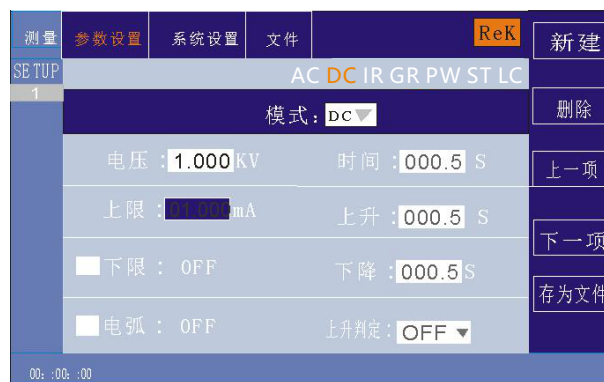 测量 参数设置 系统设置 文件 ReK 新建
SETUP AC DC IR GR PW ST LC
1 删除
模式：DC
电压：1.000 KV 时间：000.5 S 上一项
上限：01.000 mA 上升：000.5 S
下限：OFF 下降：000.5 S 下一项
存为文件
电弧：OFF 上升判定：OFF
00：:00：:00